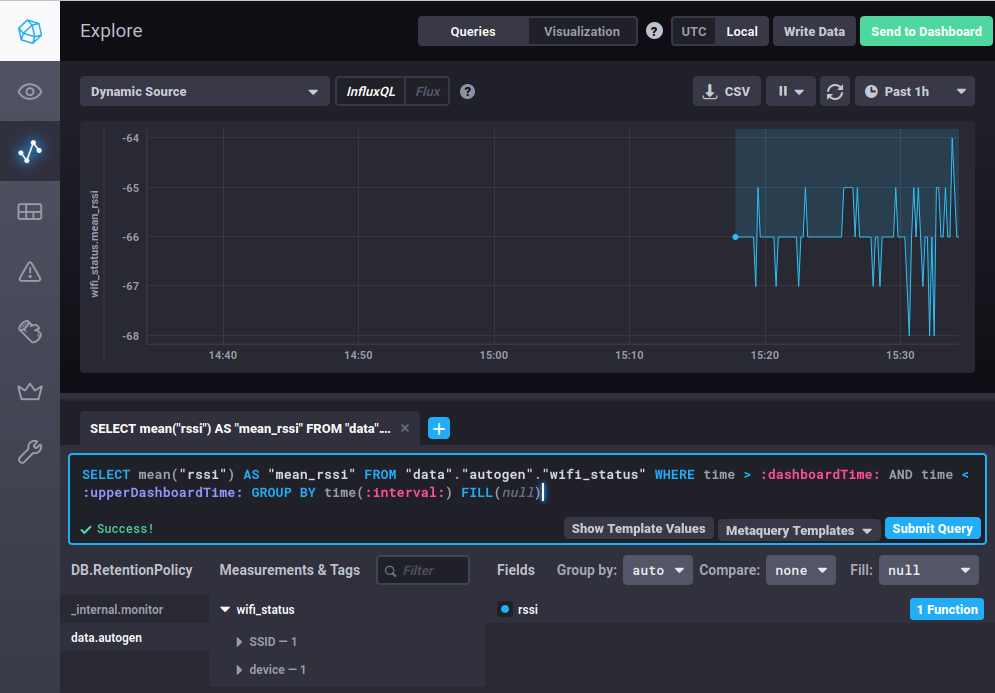 Explore
Queries
Visualization
?
UTC
Local
Write Data
Send to Dashboard
Dynamic Source
InfluxQL
Flux
?
CSV
Past 1h
wifi_status.mean_rssi
-64
-65
-66
-67
-68
14:40
14:50
15:00
15:10
15:20
15:30
SELECT mean("rssi") AS "mean_rssi" FROM "data"....
SELECT mean("rssi") AS "mean_rssi" FROM "data"."autogen"."wifi_status" WHERE time > :dashboardTime: AND time <
:upperDashboardTime: GROUP BY time(:interval:) FILL(null)
Success!
Show Template Values
Metaquery Templates
Submit Query
DB.RetentionPolicy
Measurements & Tags
Filter
Fields
Group by:
auto
Compare:
none
Fill:
null
_internal.monitor
data.autogen
wifi_status
SSID — 1
device — 1
rssi
1 Function